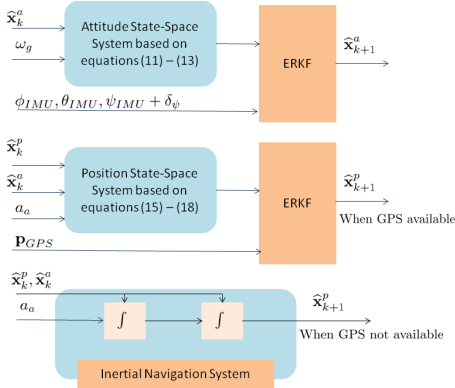 x̂ₖᵃ
ω_g
Attitude State-Space
System based on
equations (11) – (13)
ϕ_IMU, θ_IMU, ψ_IMU + δ_ψ
ERKF
x̂ₖ₊₁ᵃ
x̂ₖᵖ
x̂ₖᵃ
aₐ
Position State-Space
System based on
equations (15) – (18)
p_GPS
ERKF
x̂ₖ₊₁ᵖ
When GPS available
x̂ₖᵖ, x̂ₖᵃ
aₐ
∫
∫
x̂ₖ₊₁ᵖ
When GPS not available
Inertial Navigation System